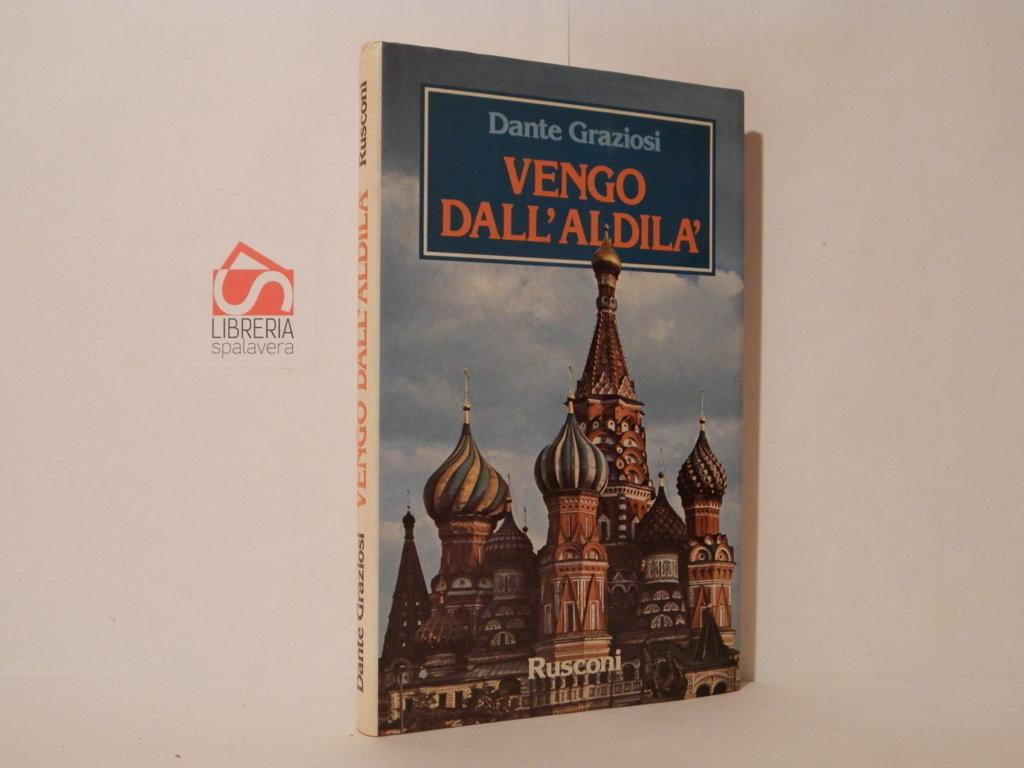 Dante Graziosi
VENGO
DALL'ALDILA'
Rusconi
Dante Graziosi VENGO DALL'ALDILA' Rusconi
LIBRERIA
spalavera